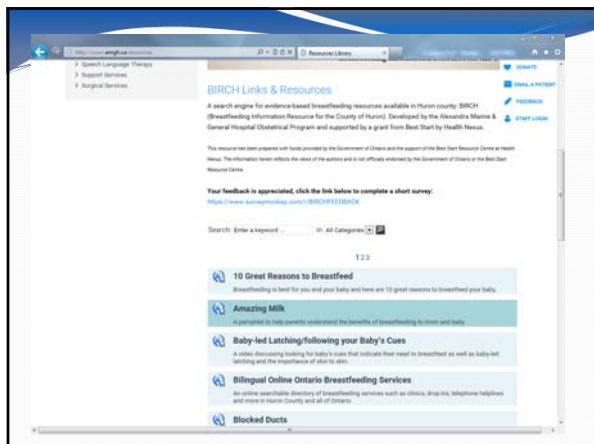 Resources Library
> Speech Language Therapy
> Support Services
> Surgical Services
DONATE
EMAIL A PATIENT
FEEDBACK
STAFF LOGIN
BIRCH Links & Resources
A search engine for evidence-based breastfeeding resources available in Huron county: BIRCH
(Breastfeeding Information Resource for the County of Huron). Developed by the Alexandra Marine &
General Hospital Obstetrical Program and supported by a grant from Best Start by Health Nexus.
This resource has been prepared with funds provided by the Government of Ontario and the support of the Best Start Resource Centre at Health
Nexus. The information herein reflects the views of the authors and is not officially endorsed by the Government of Ontario or the Best Start
Resource Centre.
Your feedback is appreciated, click the link below to complete a short survey:
https://www.surveymonkey.com/r/BIRCHFEEDBACK
Search: Enter a keyword ... in All Categories
1 2 3
10 Great Reasons to Breastfeed
Breastfeeding is best for you and your baby and here are 10 great reasons to breastfeed your baby.
Amazing Milk
A pamphlet to help parents understand the benefits of breastfeeding to mom and baby.
Baby-led Latching/following your Baby's Cues
A video discussing looking for baby's cues that indicate their need to breastfeed as well as baby-led
latching and the importance of skin to skin.
Bilingual Online Ontario Breastfeeding Services
An online searchable directory of breastfeeding services such as clinics, drop-ins, telephone helplines
and more in Huron County and all of Ontario.
Blocked Ducts